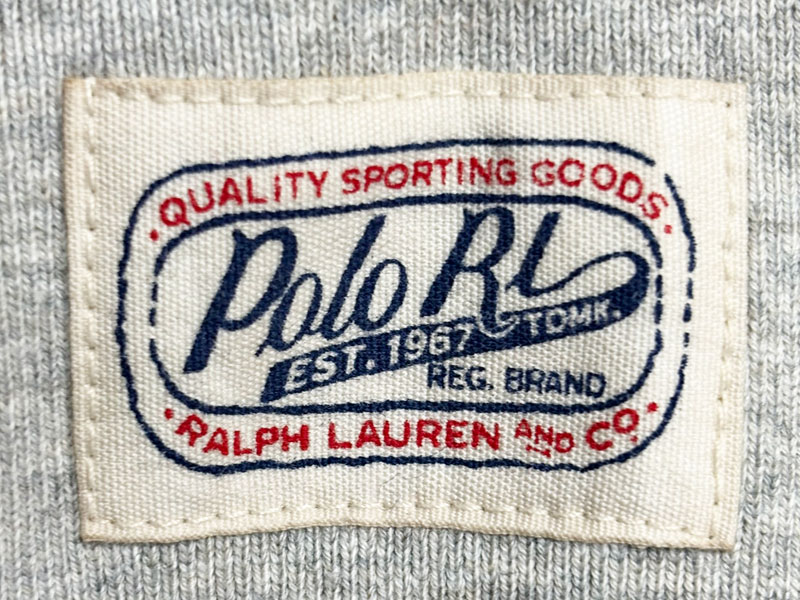 QUALITY SPORTING GOODS
Polo RL
EST. 1967 TDMK.
REG. BRAND
RALPH LAUREN AND CO